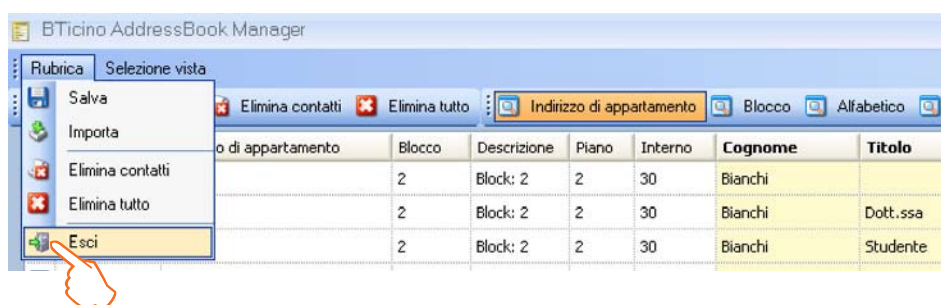 BTicino AddressBook Manager
Rubrica Selezione vista
Salva
Elimina contatti Elimina tutto Indirizzo di appartamento Blocco Alfabetico
Importa
o di appartamento Blocco Descrizione Piano Interno Cognome Titolo
Elimina contatti
2 Block: 2 2 30 Bianchi
Elimina tutto
2 Block: 2 2 30 Bianchi Dott.ssa
Esci
2 Block: 2 2 30 Bianchi Studente